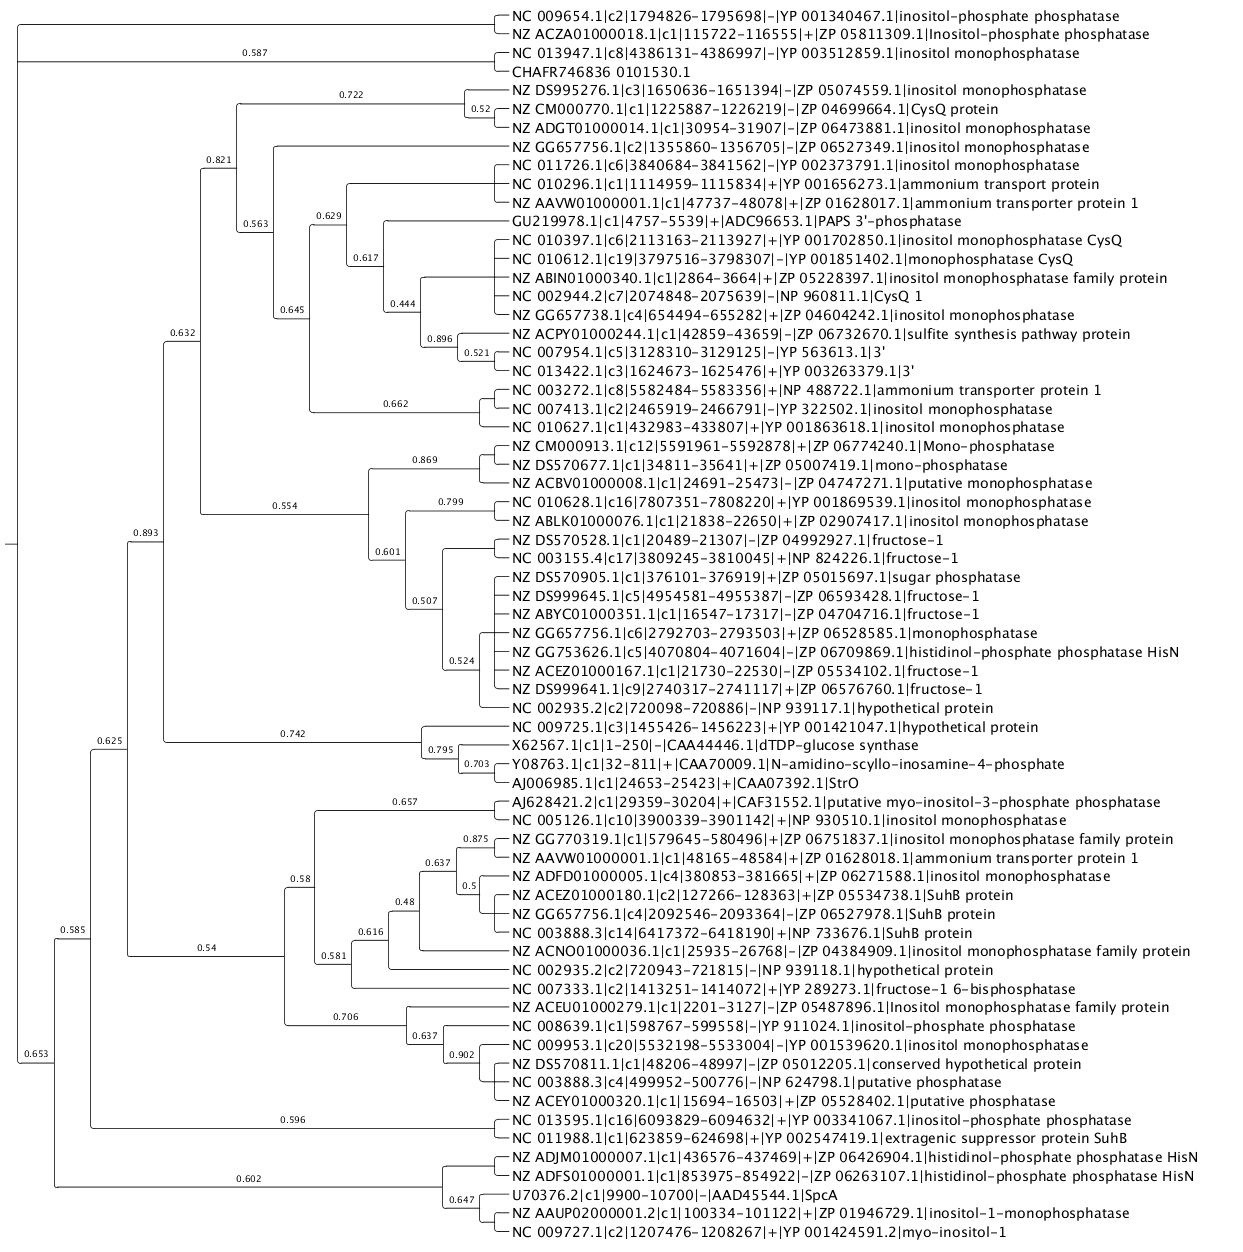 NC 009654.1|c2|1794826-1795698|-|YP 001340467.1|inositol-phosphate phosphatase
NZ ACZA01000018.1|c1|115722-116555|+|ZP 05811309.1|Inositol-phosphate phosphatase
0.587
NC 013947.1|c8|4386131-4386997|-|YP 003512859.1|inositol monophosphatase
CHAFR746836 0101530.1
NZ DS995276.1|c3|1650636-1651394|-|ZP 05074559.1|inositol monophosphatase
0.722
0.52
NZ CM000770.1|c1|1225887-1226219|-|ZP 04699664.1|CysQ protein
NZ ADGT01000014.1|c1|30954-31907|-|ZP 06473881.1|inositol monophosphatase
NZ GG657756.1|c2|1355860-1356705|-|ZP 06527349.1|inositol monophosphatase
0.821
NC 011726.1|c6|3840684-3841562|-|YP 002373791.1|inositol monophosphatase
NC 010296.1|c1|1114959-1115834|+|YP 001656273.1|ammonium transport protein
NZ AAVW01000001.1|c1|47737-48078|+|ZP 01628017.1|ammonium transporter protein 1
0.629
0.563
GU219978.1|c1|4757-5539|+|ADC96653.1|PAPS 3'-phosphatase
NC 010397.1|c6|2113163-2113927|+|YP 001702850.1|inositol monophosphatase CysQ
0.617
NC 010612.1|c19|3797516-3798307|-|YP 001851402.1|monophosphatase CysQ
NZ ABIN01000340.1|c1|2864-3664|+|ZP 05228397.1|inositol monophosphatase family protein
NC 002944.2|c7|2074848-2075639|-|NP 960811.1|CysQ 1
0.645
0.444
NZ GG657738.1|c4|654494-655282|+|ZP 04604242.1|inositol monophosphatase
0.632
NZ ACPY01000244.1|c1|42859-43659|-|ZP 06732670.1|sulfite synthesis pathway protein
0.896
0.521
NC 007954.1|c5|3128310-3129125|-|YP 563613.1|3'
NC 013422.1|c3|1624673-1625476|+|YP 003263379.1|3'
NC 003272.1|c8|5582484-5583356|+|NP 488722.1|ammonium transporter protein 1
0.662
NC 007413.1|c2|2465919-2466791|-|YP 322502.1|inositol monophosphatase
NC 010627.1|c1|432983-433807|+|YP 001863618.1|inositol monophosphatase
NZ CM000913.1|c12|5591961-5592878|+|ZP 06774240.1|Mono-phosphatase
0.869
NZ DS570677.1|c1|34811-35641|+|ZP 05007419.1|mono-phosphatase
NZ ACBV01000008.1|c1|24691-25473|-|ZP 04747271.1|putative monophosphatase
0.799
NC 010628.1|c16|7807351-7808220|+|YP 001869539.1|inositol monophosphatase
0.554
NZ ABLK01000076.1|c1|21838-22650|+|ZP 02907417.1|inositol monophosphatase
0.893
NZ DS570528.1|c1|20489-21307|-|ZP 04992927.1|fructose-1
0.601
NC 003155.4|c17|3809245-3810045|+|NP 824226.1|fructose-1
NZ DS570905.1|c1|376101-376919|+|ZP 05015697.1|sugar phosphatase
NZ DS999645.1|c5|4954581-4955387|-|ZP 06593428.1|fructose-1
0.507
NZ ABYC01000351.1|c1|16547-17317|-|ZP 04704716.1|fructose-1
NZ GG657756.1|c6|2792703-2793503|+|ZP 06528585.1|monophosphatase
NZ GG753626.1|c5|4070804-4071604|-|ZP 06709869.1|histidinol-phosphate phosphatase HisN
0.524
NZ ACEZ01000167.1|c1|21730-22530|-|ZP 05534102.1|fructose-1
NZ DS999641.1|c9|2740317-2741117|+|ZP 06576760.1|fructose-1
NC 002935.2|c2|720098-720886|-|NP 939117.1|hypothetical protein
NC 009725.1|c3|1455426-1456223|+|YP 001421047.1|hypothetical protein
0.742
0.625
0.795
X62567.1|c1|1-250|-|CAA44446.1|dTDP-glucose synthase
0.703
Y08763.1|c1|32-811|+|CAA70009.1|N-amidino-scyllo-inosamine-4-phosphate
AJ006985.1|c1|24653-25423|+|CAA07392.1|StrO
0.657
AJ628421.2|c1|29359-30204|+|CAF31552.1|putative myo-inositol-3-phosphate phosphatase
NC 005126.1|c10|3900339-3901142|+|NP 930510.1|inositol monophosphatase
0.875
NZ GG770319.1|c1|579645-580496|+|ZP 06751837.1|inositol monophosphatase family protein
0.637
NZ AAVW01000001.1|c1|48165-48584|+|ZP 01628018.1|ammonium transporter protein 1
0.58
0.5
NZ ADFD01000005.1|c4|380853-381665|+|ZP 06271588.1|inositol monophosphatase
NZ ACEZ01000180.1|c2|127266-128363|+|ZP 05534738.1|SuhB protein
0.48
NZ GG657756.1|c4|2092546-2093364|-|ZP 06527978.1|SuhB protein
0.585
0.616
NC 003888.3|c14|6417372-6418190|+|NP 733676.1|SuhB protein
0.54
0.581
NZ ACNO01000036.1|c1|25935-26768|-|ZP 04384909.1|inositol monophosphatase family protein
NC 002935.2|c2|720943-721815|-|NP 939118.1|hypothetical protein
NC 007333.1|c2|1413251-1414072|+|YP 289273.1|fructose-1 6-bisphosphatase
0.706
NZ ACEU01000279.1|c1|2201-3127|-|ZP 05487896.1|Inositol monophosphatase family protein
0.637
NC 008639.1|c1|598767-599558|-|YP 911024.1|inositol-phosphate phosphatase
0.653
0.902
NC 009953.1|c20|5532198-5533004|-|YP 001539620.1|inositol monophosphatase
NZ DS570811.1|c1|48206-48997|-|ZP 05012205.1|conserved hypothetical protein
NC 003888.3|c4|499952-500776|-|NP 624798.1|putative phosphatase
NZ ACEY01000320.1|c1|15694-16503|+|ZP 05528402.1|putative phosphatase
0.596
NC 013595.1|c16|6093829-6094632|+|YP 003341067.1|inositol-phosphate phosphatase
NC 011988.1|c1|623859-624698|+|YP 002547419.1|extragenic suppressor protein SuhB
NZ ADJM01000007.1|c1|436576-437469|+|ZP 06426904.1|histidinol-phosphate phosphatase HisN
0.602
NZ ADFS01000001.1|c1|853975-854922|-|ZP 06263107.1|histidinol-phosphate phosphatase HisN
0.647
U70376.2|c1|9900-10700|-|AAD45544.1|SpcA
NZ AAUP02000001.2|c1|100334-101122|+|ZP 01946729.1|inositol-1-monophosphatase
NC 009727.1|c2|1207476-1208267|+|YP 001424591.2|myo-inositol-1